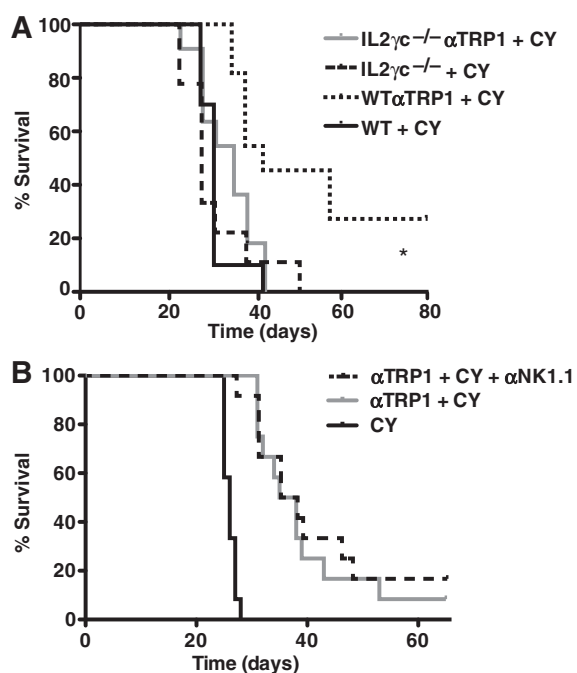 A
IL2γc−/− αTRP1 + CY
IL2γc−/− + CY
WTαTRP1 + CY
WT + CY
% Survival
100
80
60
40
20
0
*
0 20 40 60 80
Time (days)
B
αTRP1 + CY + αNK1.1
αTRP1 + CY
CY
% Survival
100
80
60
40
20
0
0 20 40 60
Time (days)